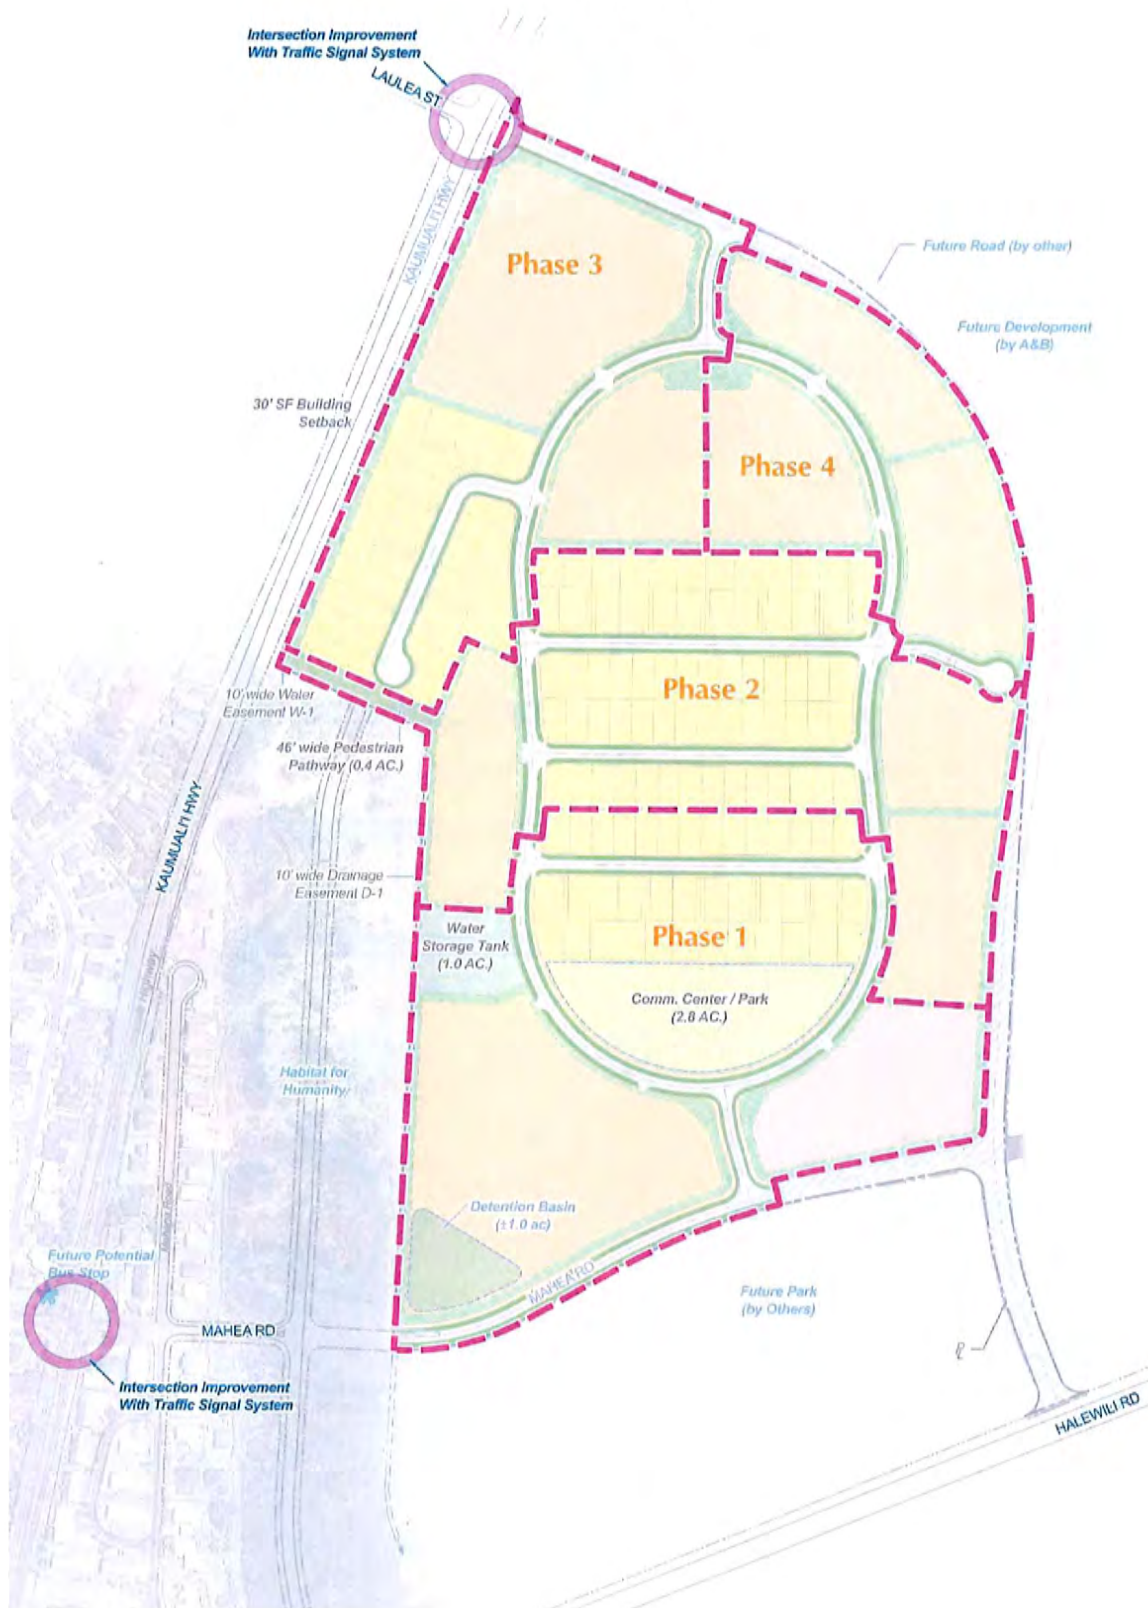 Intersection Improvement
With Traffic Signal System
LAULEA ST
KAUMUALI'I HWY
Phase 3
Future Road (by other)
Future Development
(by A&B)
30' SF Building
Setback
Phase 4
10' wide Water
Easement W-1
Phase 2
46' wide Pedestrian
Pathway (0.4 AC.)
KAUMUALI'I HWY
10' wide Drainage
Easement D-1
Water
Storage Tank
(1.0 AC.)
Phase 1
Comm. Center / Park
(2.8 AC.)
Habitat for
Humanity
Detention Basin
(±1.0 ac)
Future Potential
Bus Stop
MAHEA RD
Future Park
(by Others)
MAHEA RD
Intersection Improvement
With Traffic Signal System
HALEWILI RD